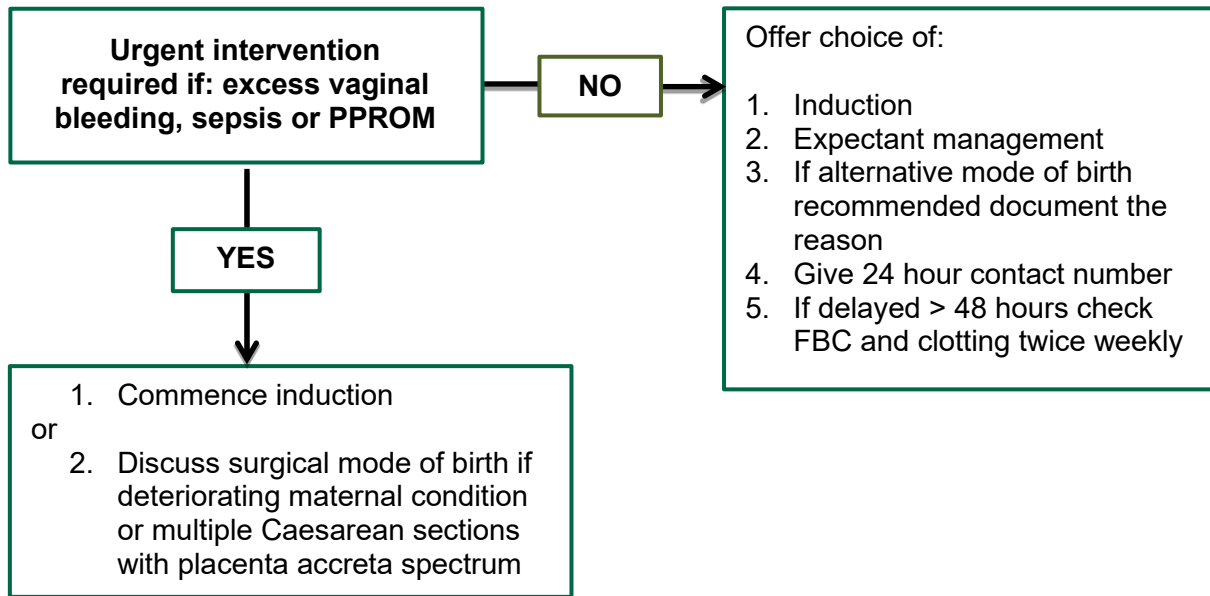 Urgent intervention
required if: excess vaginal
bleeding, sepsis or PPROM
NO
Offer choice of:
1. Induction
2. Expectant management
3. If alternative mode of birth
recommended document the
reason
4. Give 24 hour contact number
5. If delayed > 48 hours check
FBC and clotting twice weekly
YES
1. Commence induction
or
2. Discuss surgical mode of birth if
deteriorating maternal condition
or multiple Caesarean sections
with placenta accreta spectrum